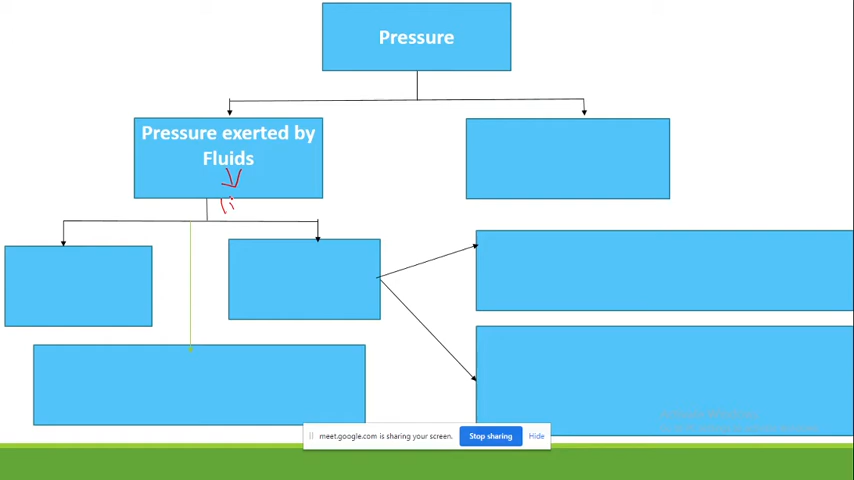 Pressure
Pressure exerted by
Fluids
meet.google.com is sharing your screen.
Stop sharing
Hide